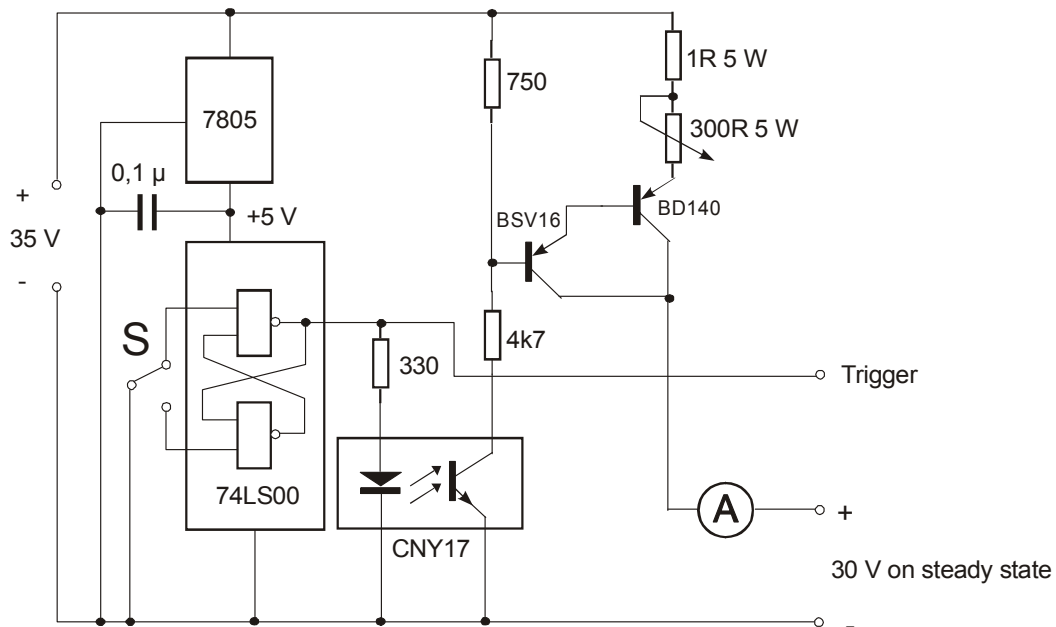 1R 5 W
750
7805
300R 5 W
0,1 µ
+
BD140
BSV16
+5 V
35 V
-
S
4k7
330
Trigger
74LS00
A
+
CNY17
30 V on steady state
-